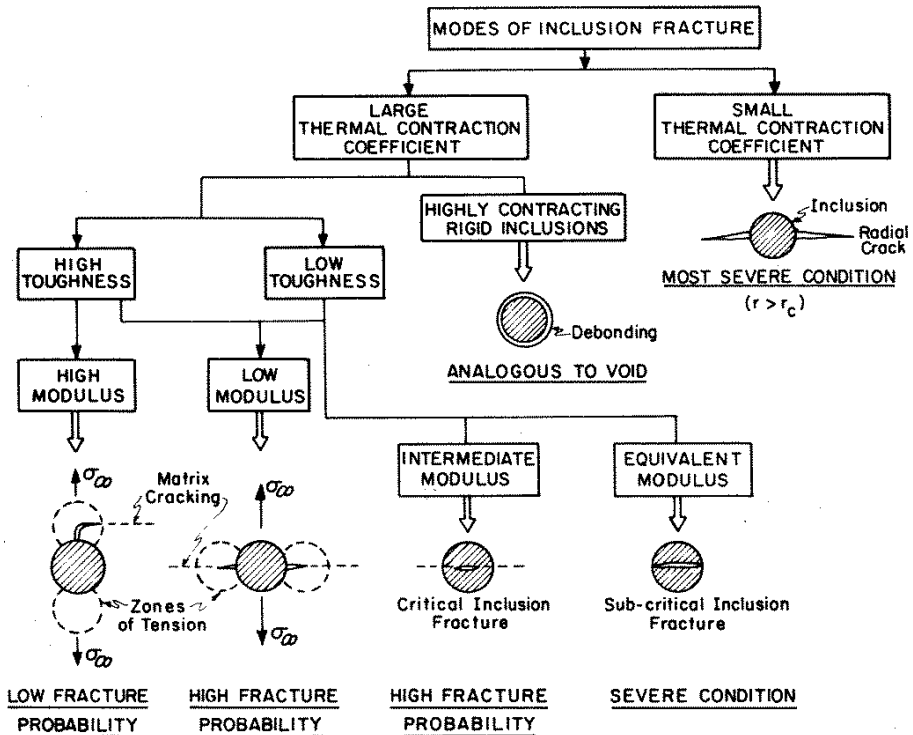 MODES OF INCLUSION FRACTURE
LARGE
THERMAL CONTRACTION
COEFFICIENT
SMALL
THERMAL CONTRACTION
COEFFICIENT
HIGHLY CONTRACTING
RIGID INCLUSIONS
Inclusion
Radial
Crack
MOST SEVERE CONDITION
(r > rc)
HIGH
TOUGHNESS
LOW
TOUGHNESS
Debonding
ANALOGOUS TO VOID
HIGH
MODULUS
LOW
MODULUS
INTERMEDIATE
MODULUS
EQUIVALENT
MODULUS
σ∞
Matrix
Cracking
σ∞
Zones
of Tension
σ∞
σ∞
Critical Inclusion
Fracture
Sub-critical Inclusion
Fracture
LOW FRACTURE
PROBABILITY
HIGH FRACTURE
PROBABILITY
HIGH FRACTURE
PROBABILITY
SEVERE CONDITION